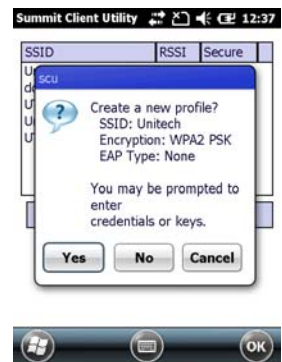 Summit Client Utility 12:37
SSID RSSI Secure
scu
Create a new profile?
SSID: Unitech
Encryption: WPA2 PSK
EAP Type: None
You may be prompted to
enter
credentials or keys.
Yes No Cancel
OK